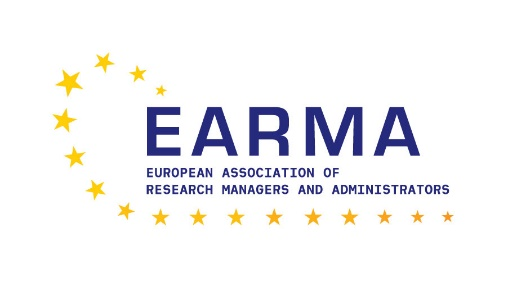 EARMA
EUROPEAN ASSOCIATION OF
RESEARCH MANAGERS AND ADMINISTRATORS